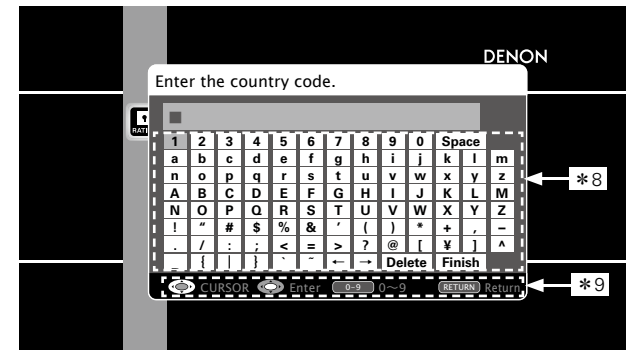 DENON
Enter the country code.
RATI
1 2 3 4 5 6 7 8 9 0 Space
a b c d e f g h i j k l m
n o p q r s t u v w x y z
A B C D E F G H I J K L M
N O P Q R S T U V W X Y Z
! " # $ % & ' ( ) * + , –
. / : ; < = > ? @ [ ¥ ] ^
_ { | } ` ~ ← → Delete Finish
CURSOR Enter 0-9 0～9 RETURN Return
＊8
＊9